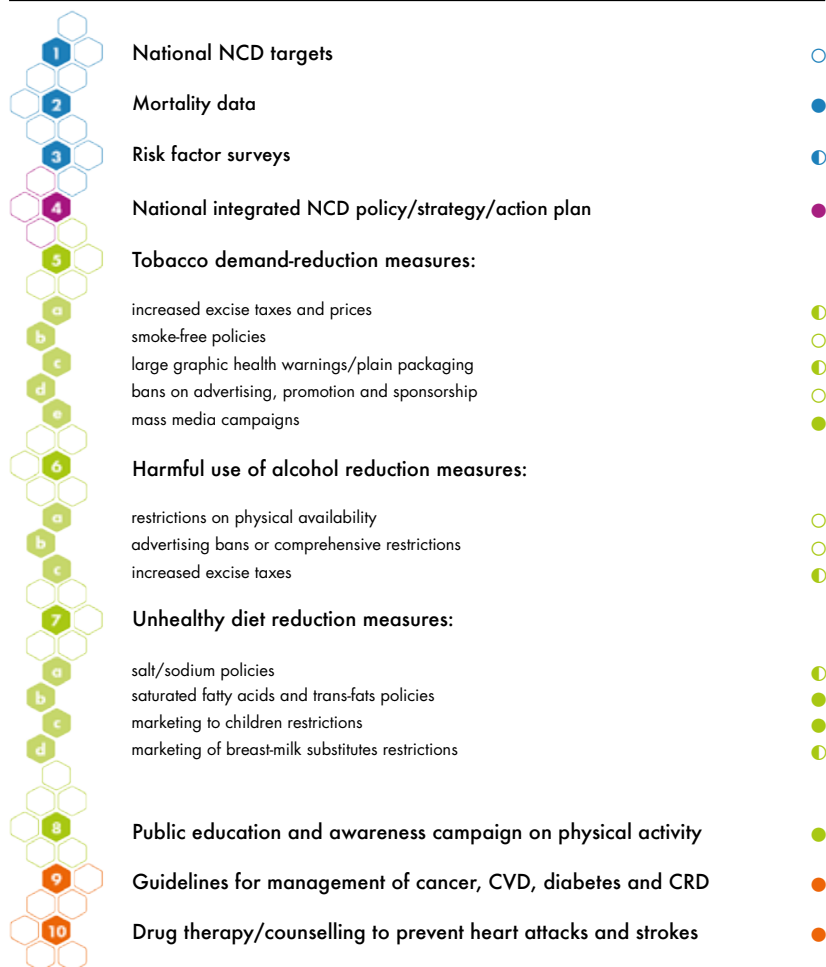 1 National NCD targets ○
2 Mortality data ●
3 Risk factor surveys ◐
4 National integrated NCD policy/strategy/action plan ●
5 Tobacco demand-reduction measures:
a increased excise taxes and prices ◐
b smoke-free policies ○
c large graphic health warnings/plain packaging ◐
d bans on advertising, promotion and sponsorship ○
e mass media campaigns ●
6 Harmful use of alcohol reduction measures:
a restrictions on physical availability ○
b advertising bans or comprehensive restrictions ○
c increased excise taxes ◐
7 Unhealthy diet reduction measures:
a salt/sodium policies ◐
b saturated fatty acids and trans-fats policies ●
c marketing to children restrictions ●
d marketing of breast-milk substitutes restrictions ◐
8 Public education and awareness campaign on physical activity ●
9 Guidelines for management of cancer, CVD, diabetes and CRD ●
10 Drug therapy/counselling to prevent heart attacks and strokes ●